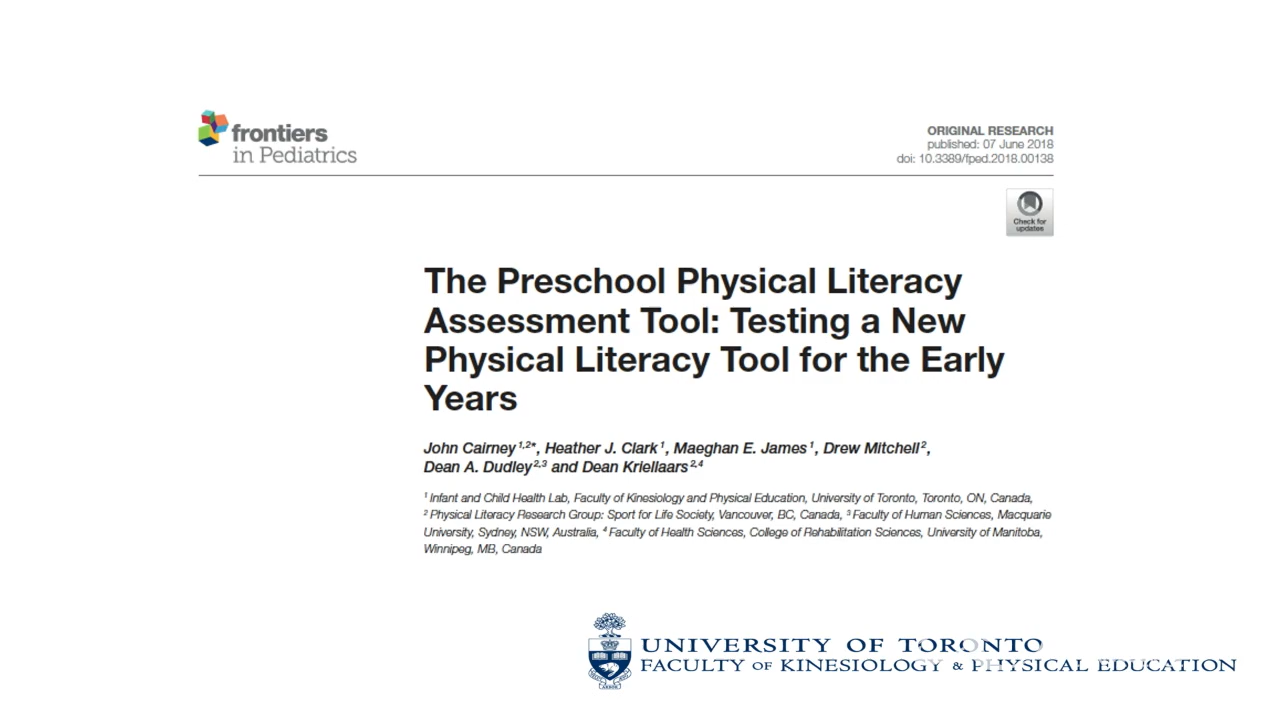 frontiers
in Pediatrics
ORIGINAL RESEARCH
published: 07 June 2018
doi: 10.3389/fped.2018.00138
Check for
updates
The Preschool Physical Literacy
Assessment Tool: Testing a New
Physical Literacy Tool for the Early
Years
John Cairney 1,2*, Heather J. Clark 1, Maeghan E. James 1, Drew Mitchell 2,
Dean A. Dudley 2,3 and Dean Kriellaars 2,4
1 Infant and Child Health Lab, Faculty of Kinesiology and Physical Education, University of Toronto, Toronto, ON, Canada,
2 Physical Literacy Research Group: Sport for Life Society, Vancouver, BC, Canada, 3 Faculty of Human Sciences, Macquarie
University, Sydney, NSW, Australia, 4 Faculty of Health Sciences, College of Rehabilitation Sciences, University of Manitoba,
Winnipeg, MB, Canada
UNIVERSITY OF TORONTO
FACULTY OF KINESIOLOGY & PHYSICAL EDUCATION